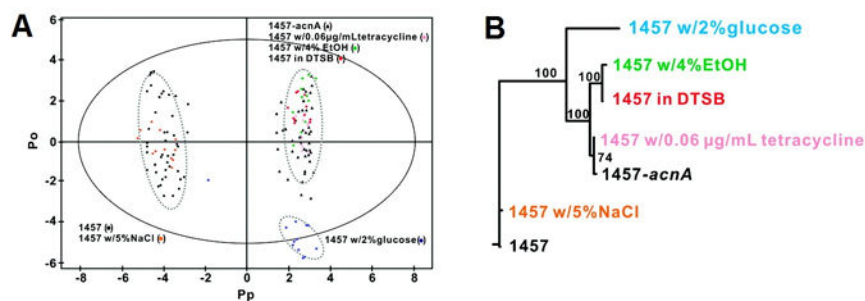 A
1457-acnA (▲)
1457 w/0.06μg/mLtetracycline (●)
1457 w/4% EtOH (●)
1457 in DTSB (●)
6
4
2
0
-2
-4
-6
Po
1457 (●)
1457 w/5%NaCl (●)
1457 w/2%glucose (●)
-8
-6
-4
-2
0
2
4
6
8
Pp
B
1457 w/2%glucose
100
100
1457 w/4%EtOH
1457 in DTSB
100
1457 w/0.06 μg/mL tetracycline
74
1457-acnA
1457 w/5%NaCl
1457